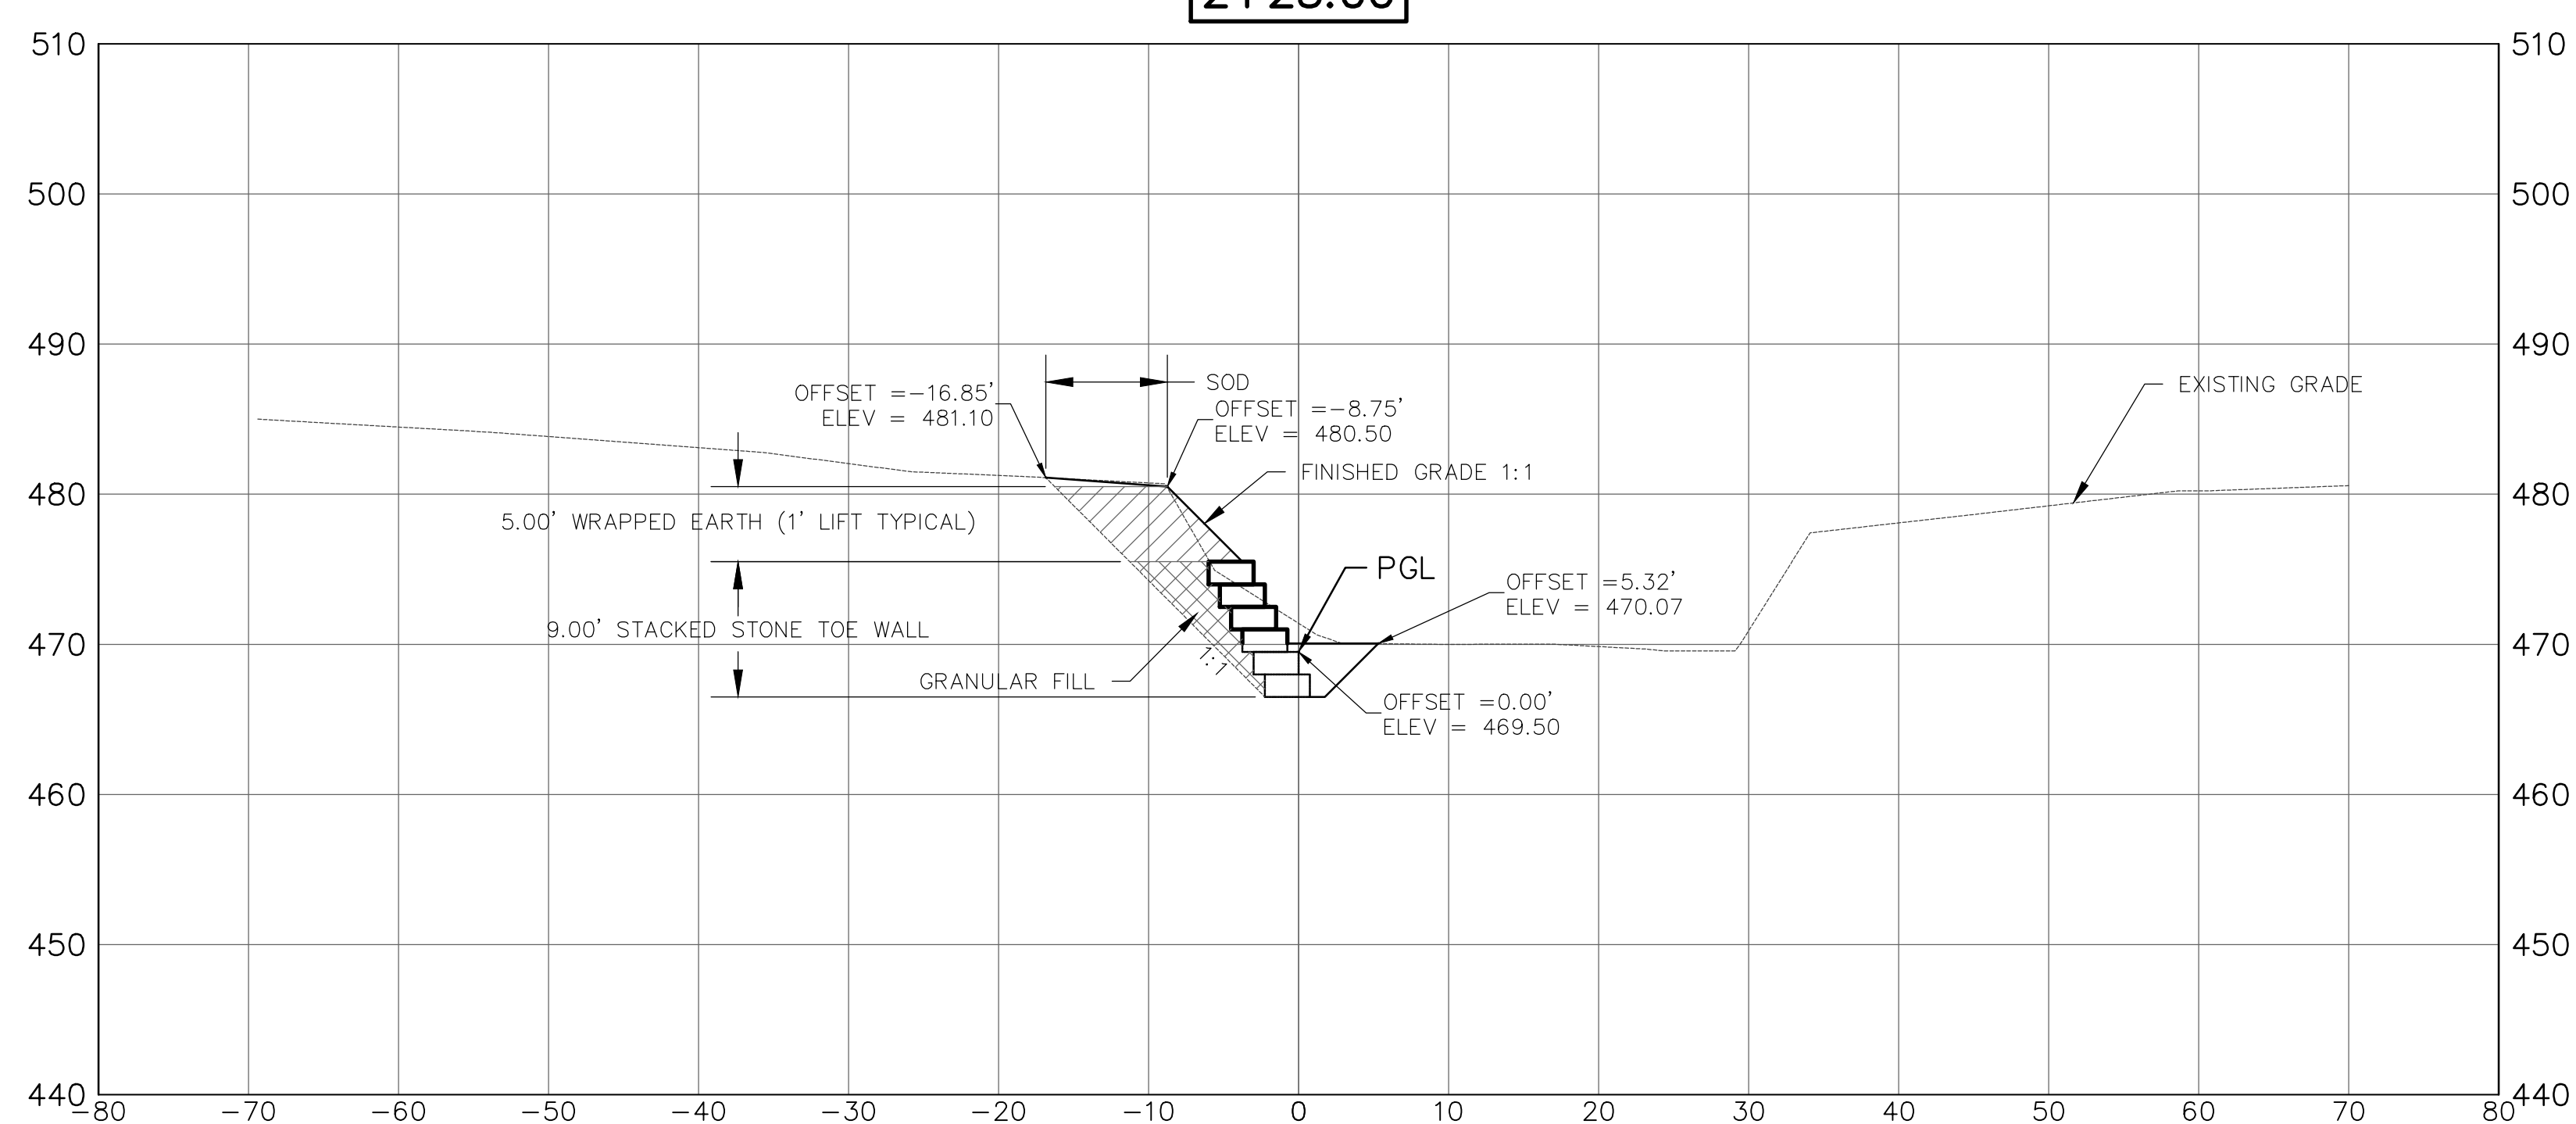 510 510
500 500
490 490
SOD
OFFSET =-16.85'
ELEV = 481.10
OFFSET =-8.75'
ELEV = 480.50
EXISTING GRADE
FINISHED GRADE 1:1
480 480
5.00' WRAPPED EARTH (1' LIFT TYPICAL)
PGL
OFFSET =5.32'
ELEV = 470.07
9.00' STACKED STONE TOE WALL
470 470
1:1
GRANULAR FILL
OFFSET =0.00'
ELEV = 469.50
460 460
450 450
440 440
-80 -70 -60 -50 -40 -30 -20 -10 0 10 20 30 40 50 60 70 80